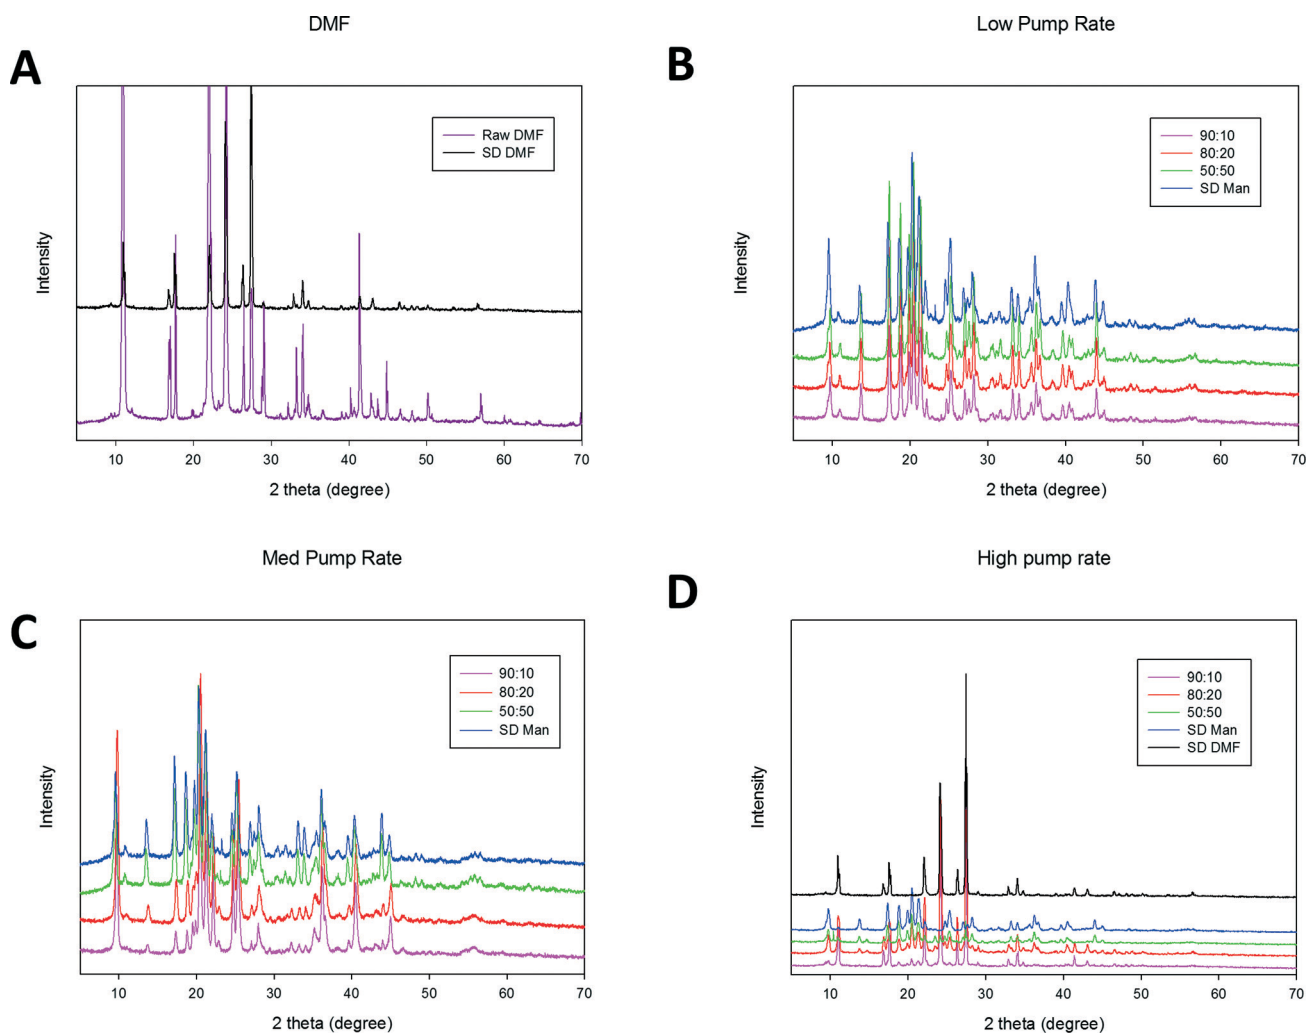 DMF
A
Raw DMF
SD DMF
Intensity
10 20 30 40 50 60 70
2 theta (degree)
Low Pump Rate
B
90:10
80:20
50:50
SD Man
Intensity
10 20 30 40 50 60 70
2 theta (degree)
Med Pump Rate
C
90:10
80:20
50:50
SD Man
Intensity
10 20 30 40 50 60 70
2 theta (degree)
High pump rate
D
90:10
80:20
50:50
SD Man
SD DMF
Intensity
10 20 30 40 50 60 70
2 theta (degree)